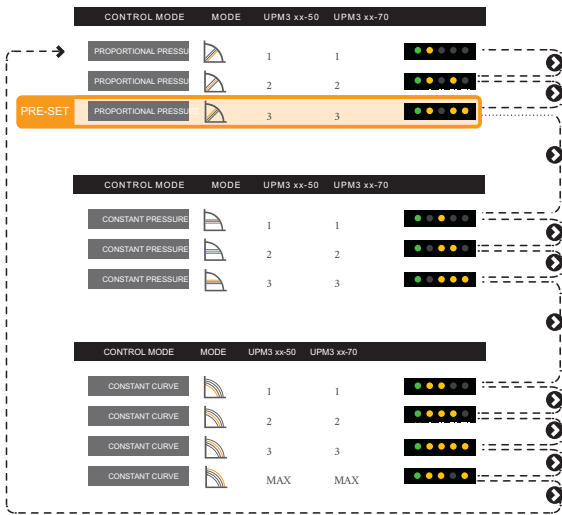 CONTROL MODE MODE UPM3 xx-50 UPM3 xx-70
PROPORTIONAL PRESSU 1 1
PROPORTIONAL PRESSU 2 2
PRE-SET PROPORTIONAL PRESSURE 3 3
CONTROL MODE MODE UPM3 xx-50 UPM3 xx-70
CONSTANT PRESSURE 1 1
CONSTANT PRESSURE 2 2
CONSTANT PRESSURE 3 3
CONTROL MODE MODE UPM3 xx-50 UPM3 xx-70
CONSTANT CURVE 1 1
CONSTANT CURVE 2 2
CONSTANT CURVE 3 3
CONSTANT CURVE MAX MAX